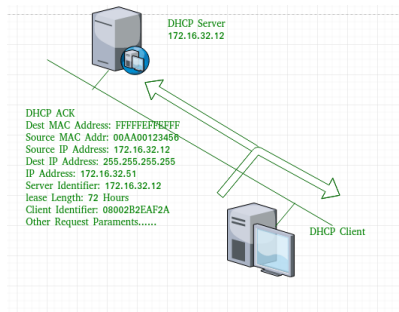 DHCP Server
172.16.32.12
DHCP ACK
Dest MAC Address: FFFFFEFFEFFF
Source MAC Addr: 00AA00123456
Source IP Address: 172.16.32.12
Dest IP Address: 255.255.255.255
IP Address: 172.16.32.51
Server Identifier: 172.16.32.12
lease Length: 72 Hours
Client Identifier: 08002B2EAF2A
Other Request Paraments......
DHCP Client